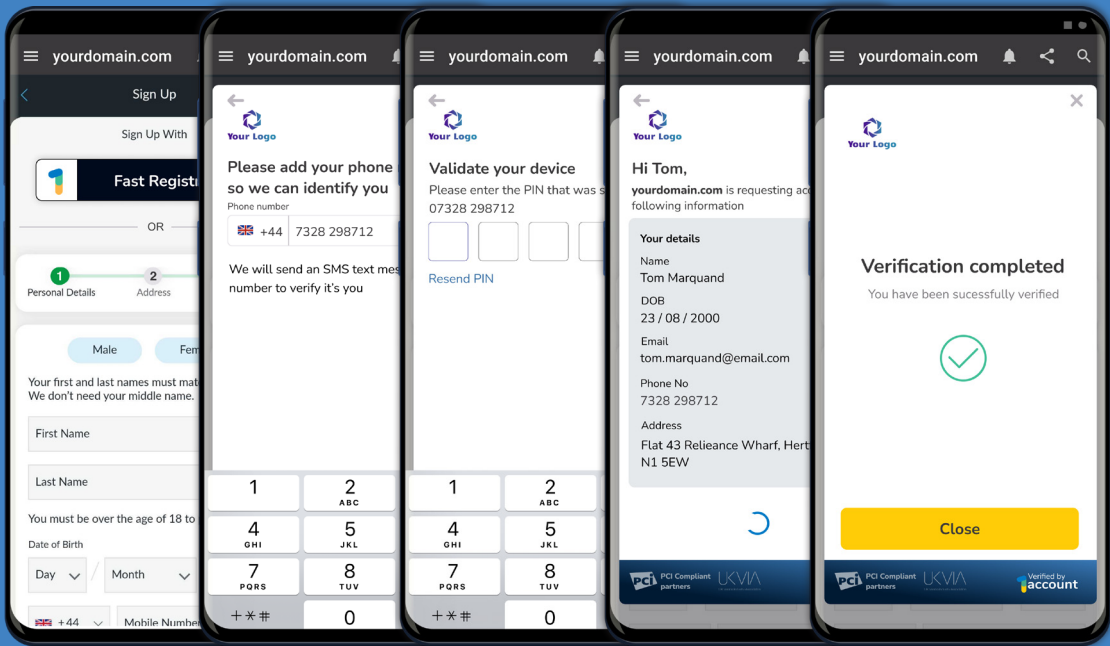 yourdomain.com
Sign Up
Sign Up With
1 Fast Registr
OR
1
2
Personal Details
Address
Male
Fem
Your first and last names must mat
We don't need your middle name.
First Name
Last Name
You must be over the age of 18 to
Date of Birth
Day
/
Month
+44
Mobile Number
yourdomain.com
Your Logo
Please add your phone
so we can identify you
Phone number
+44 7328 298712
We will send an SMS text mes
number to verify it's you
1
2
ABC
4
5
GHI
JKL
7
8
PQRS
TUV
+*#
0
yourdomain.com
Your Logo
Validate your device
Please enter the PIN that was s
07328 298712
Resend PIN
1
2
ABC
4
5
GHI
JKL
7
8
PQRS
TUV
+*#
0
yourdomain.com
Your Logo
Hi Tom,
yourdomain.com is requesting acc
following information
Your details
Name
Tom Marquand
DOB
23 / 08 / 2000
Email
tom.marquand@email.com
Phone No
7328 298712
Address
Flat 43 Relieance Wharf, Hert
N1 5EW
PCI PCI Compliant
partners
UKVIA
yourdomain.com
Your Logo
Verification completed
You have been sucessfully verified
Close
PCI PCI Compliant
partners
UKVIA
Verified by
1account